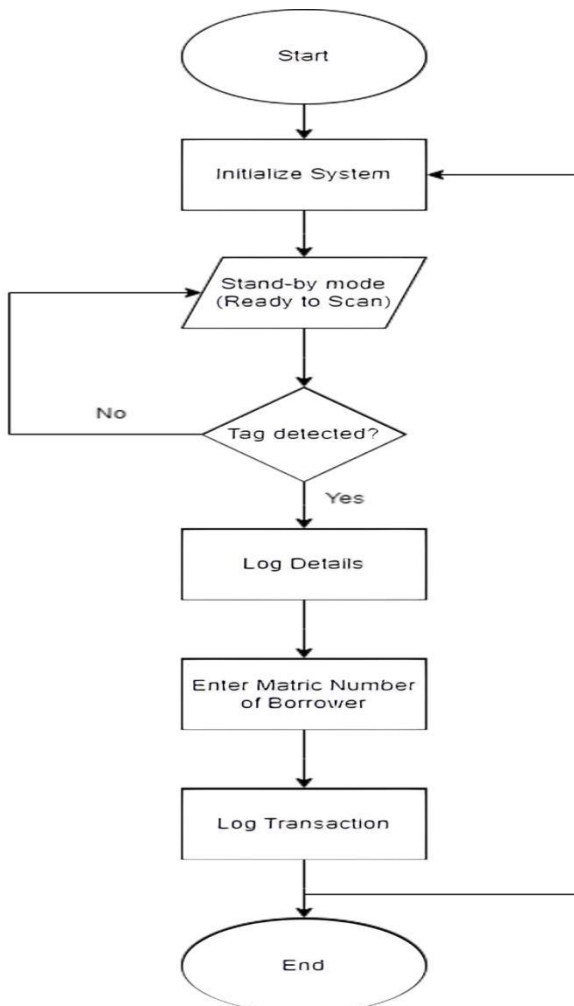 Start
Initialize System
Stand-by mode
(Ready to Scan)
No
Tag detected?
Yes
Log Details
Enter Matric Number
of Borrower
Log Transaction
End